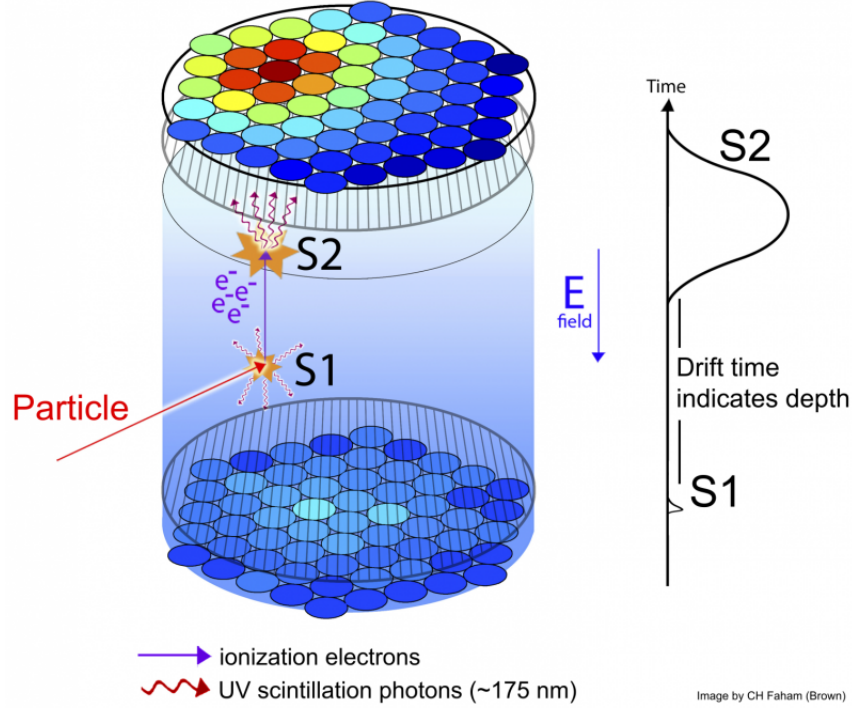 Time
S2
S2
e-
e-e-
e-
E
field
S1
Drift time
indicates depth
Particle
S1
ionization electrons
UV scintillation photons (~175 nm)
Image by CH Faham (Brown)